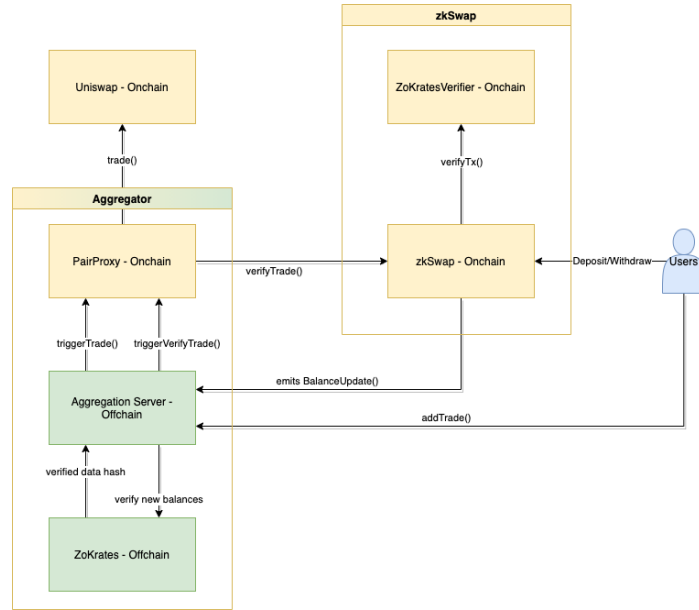 zkSwap
Uniswap - Onchain
ZoKratesVerifier - Onchain
trade()
verifyTx()
Aggregator
PairProxy - Onchain
zkSwap - Onchain
Deposit/Withdraw
Users
verifyTrade()
triggerTrade()
triggerVerifyTrade()
emits BalanceUpdate()
Aggregation Server -
Offchain
addTrade()
verified data hash
verify new balances
ZoKrates - Offchain